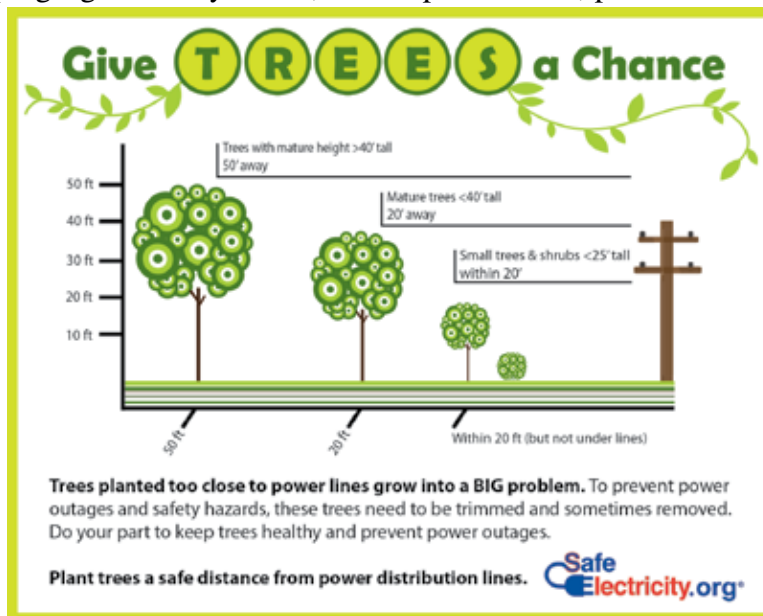 Give TREES a Chance
Trees with mature height >40' tall
50' away
Mature trees <40' tall
20' away
Small trees & shrubs <25' tall
within 20'
50 ft
40 ft
30 ft
20 ft
10 ft
50 ft
20 ft
Within 20 ft (but not under lines)
Trees planted too close to power lines grow into a BIG problem. To prevent power
outages and safety hazards, these trees need to be trimmed and sometimes removed.
Do your part to keep trees healthy and prevent power outages.
Plant trees a safe distance from power distribution lines.
Safe
Electricity.org®